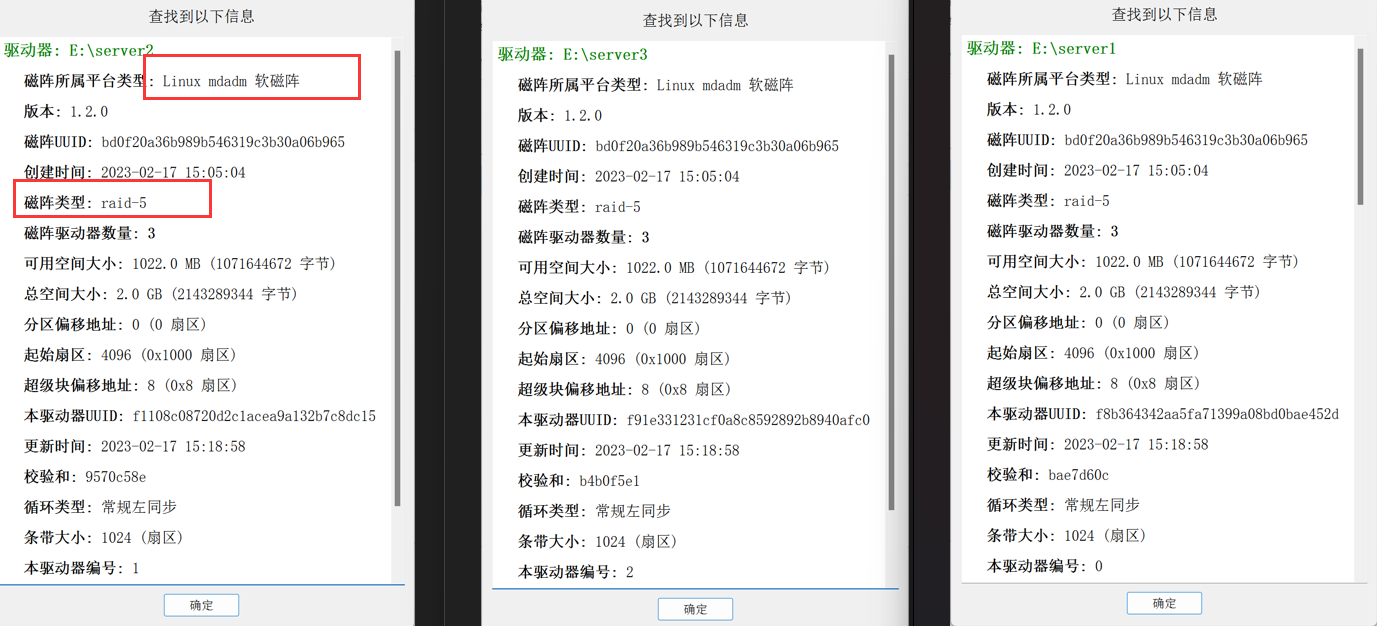 查找到以下信息
驱动器: E:\server2
磁阵所属平台类型: Linux mdadm 软磁阵
版本: 1.2.0
磁阵UUID: bd0f20a36b989b546319c3b30a06b965
创建时间: 2023-02-17 15:05:04
磁阵类型: raid-5
磁阵驱动器数量: 3
可用空间大小: 1022.0 MB (1071644672 字节)
总空间大小: 2.0 GB (2143289344 字节)
分区偏移地址: 0 (0 扇区)
起始扇区: 4096 (0x1000 扇区)
超级块偏移地址: 8 (0x8 扇区)
本驱动器UUID: f1108c08720d2c1acea9a132b7c8dc15
更新时间: 2023-02-17 15:18:58
校验和: 9570c58e
循环类型: 常规左同步
条带大小: 1024 (扇区)
本驱动器编号: 1
确定
查找到以下信息
驱动器: E:\server3
磁阵所属平台类型: Linux mdadm 软磁阵
版本: 1.2.0
磁阵UUID: bd0f20a36b989b546319c3b30a06b965
创建时间: 2023-02-17 15:05:04
磁阵类型: raid-5
磁阵驱动器数量: 3
可用空间大小: 1022.0 MB (1071644672 字节)
总空间大小: 2.0 GB (2143289344 字节)
分区偏移地址: 0 (0 扇区)
起始扇区: 4096 (0x1000 扇区)
超级块偏移地址: 8 (0x8 扇区)
本驱动器UUID: f91e331231cf0a8c8592892b8940afc0
更新时间: 2023-02-17 15:18:58
校验和: b4b0f5e1
循环类型: 常规左同步
条带大小: 1024 (扇区)
本驱动器编号: 2
确定
查找到以下信息
驱动器: E:\server1
磁阵所属平台类型: Linux mdadm 软磁阵
版本: 1.2.0
磁阵UUID: bd0f20a36b989b546319c3b30a06b965
创建时间: 2023-02-17 15:05:04
磁阵类型: raid-5
磁阵驱动器数量: 3
可用空间大小: 1022.0 MB (1071644672 字节)
总空间大小: 2.0 GB (2143289344 字节)
分区偏移地址: 0 (0 扇区)
起始扇区: 4096 (0x1000 扇区)
超级块偏移地址: 8 (0x8 扇区)
本驱动器UUID: f8b364342aa5fa71399a08bd0bae452d
更新时间: 2023-02-17 15:18:58
校验和: bae7d60c
循环类型: 常规左同步
条带大小: 1024 (扇区)
本驱动器编号: 0
确定